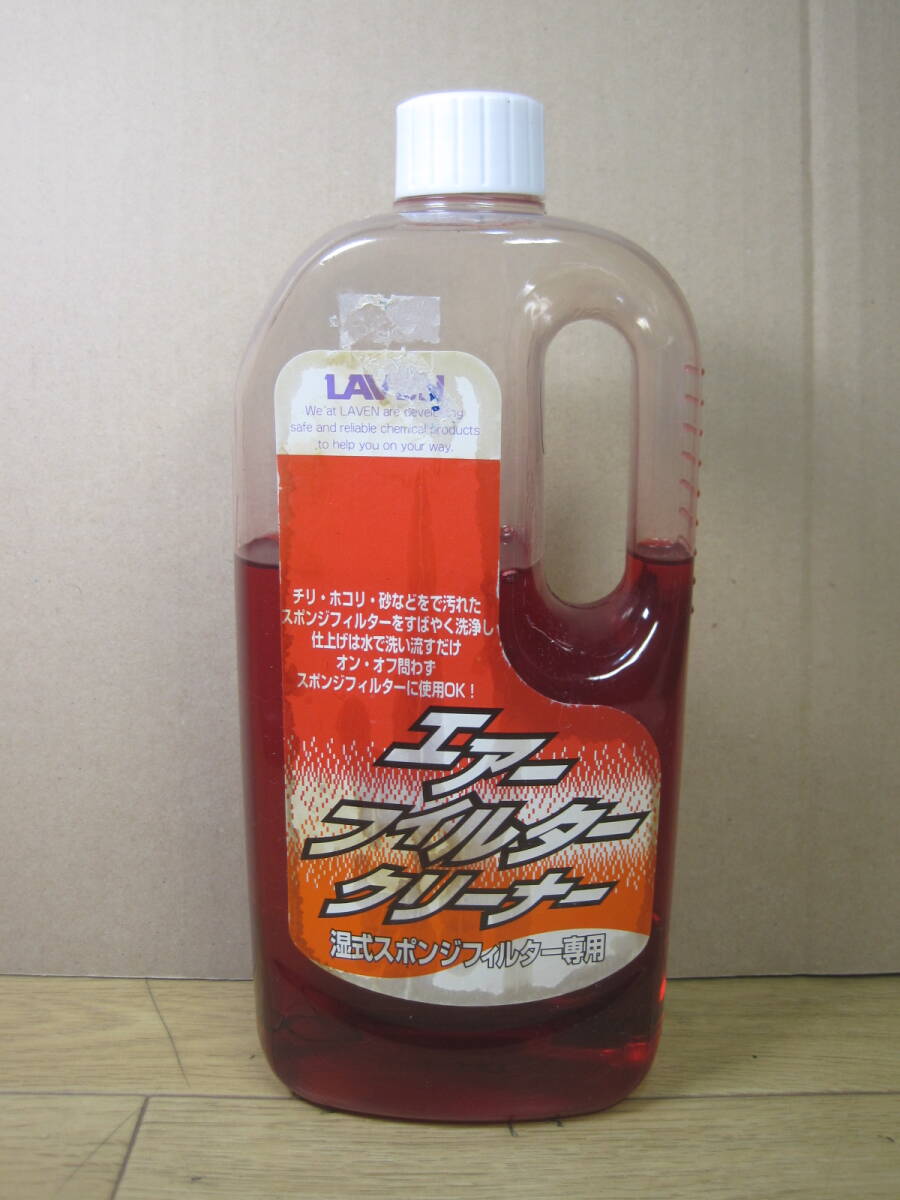 LAVEN
We at LAVEN are developing
safe and reliable chemical products
to help you on your way.
チリ・ホコリ・砂などをで汚れた
スポンジフィルターをすばやく洗浄し
仕上げは水で洗い流すだけ
オン・オフ問わず
スポンジフィルターに使用OK!
エアー
フィルター
クリーナー
湿式スポンジフィルター専用